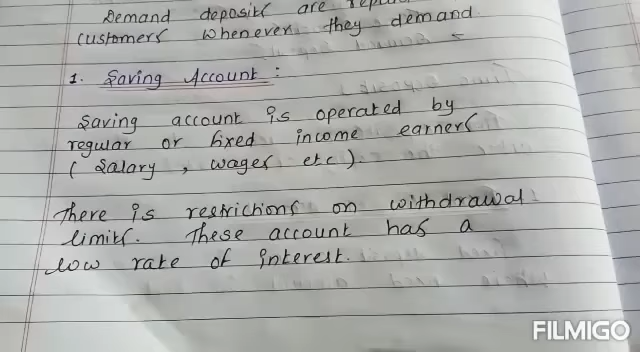 Demand deposits are
customers whenever they demand
1. Saving Account :
Saving account is operated by
regular or fixed income earners
( Salary , wages etc )
There is restrictions on withdrawal
limits. These account has a
low rate of interest.
FILMIGO